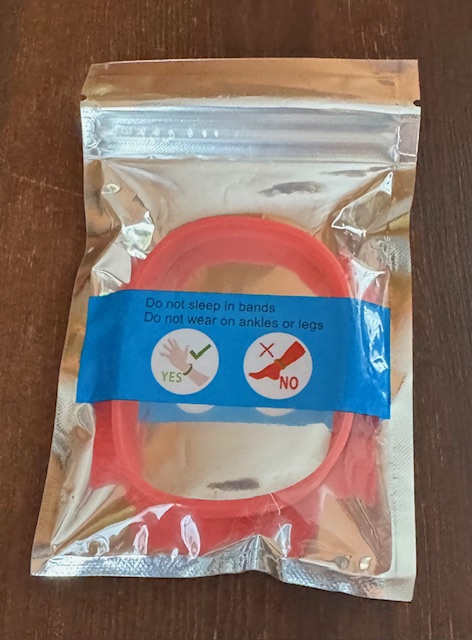 Do not sleep in bands
Do not wear on ankles or legs
YES
NO